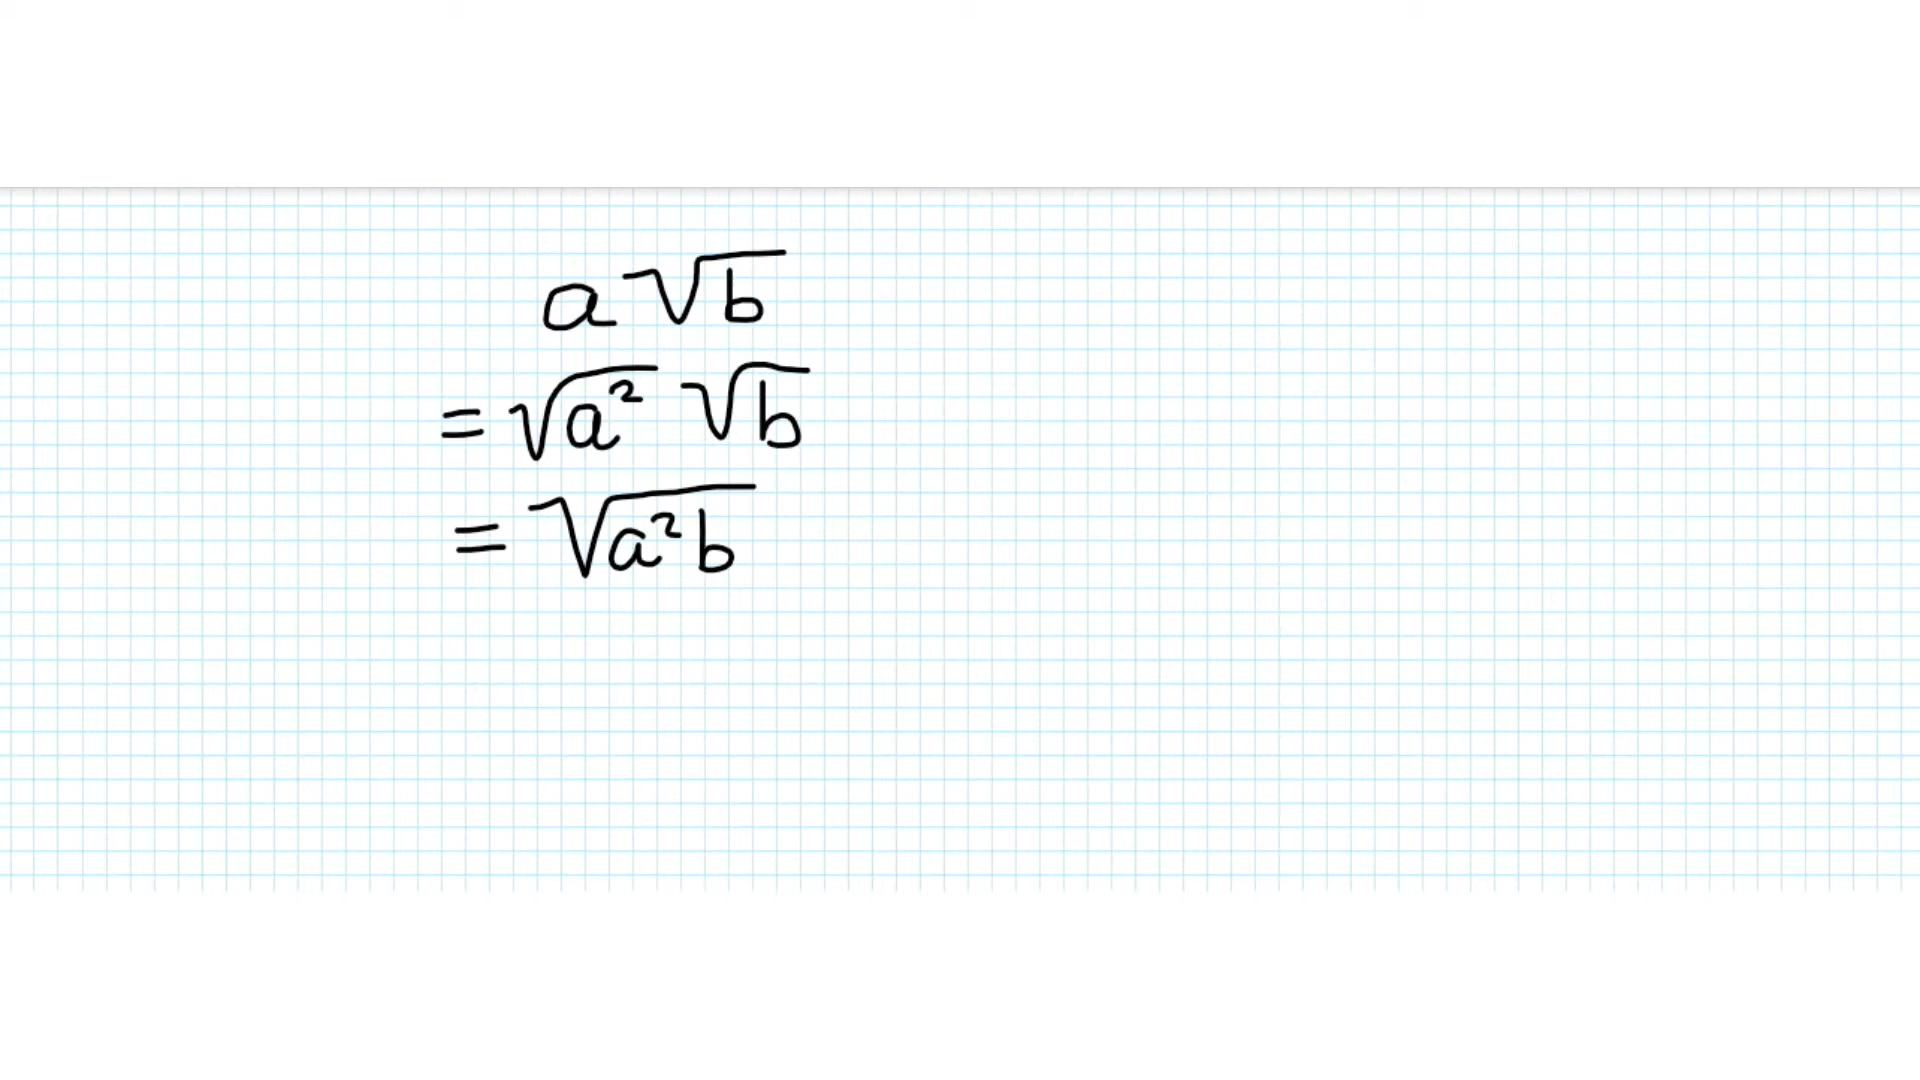 a√b
= √a² √b
= √a²b